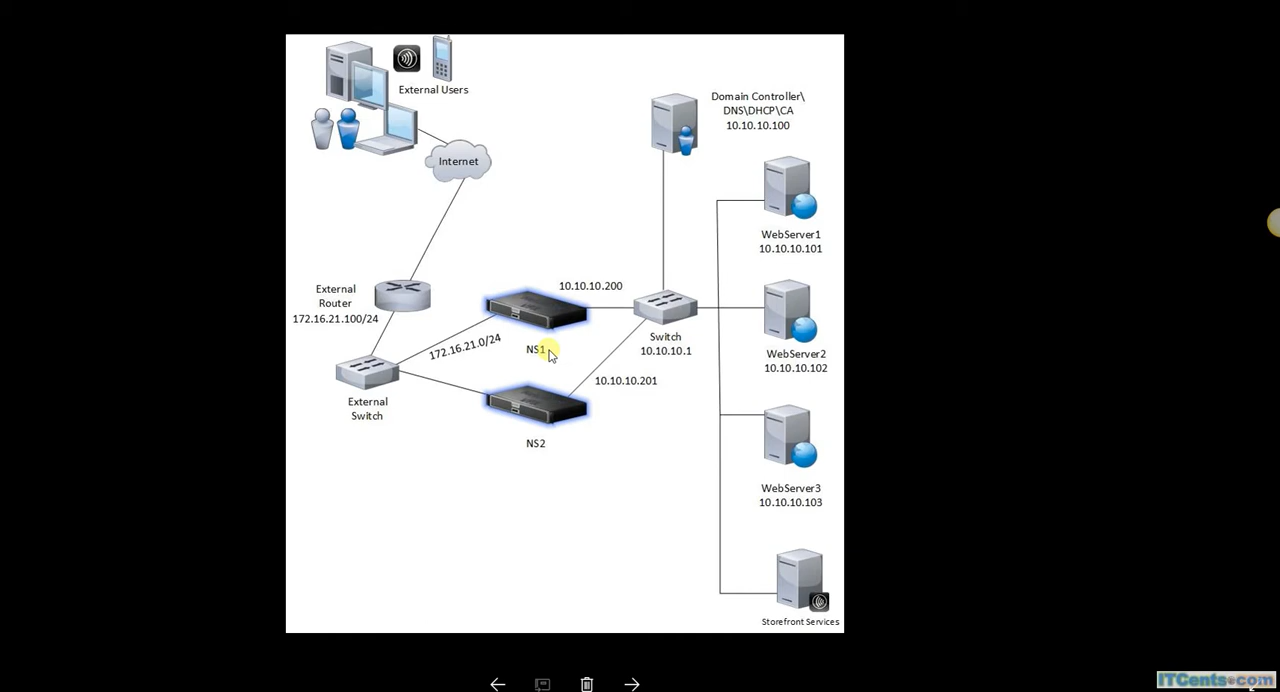 External Users
Internet
Domain Controller\
DNS\DHCP\CA
10.10.10.100
WebServer1
10.10.10.101
External
Router
172.16.21.100/24
10.10.10.200
172.16.21.0/24
NS1
Switch
10.10.10.1
WebServer2
10.10.10.102
10.10.10.201
External
Switch
NS2
WebServer3
10.10.10.103
Storefront Services
ITCents.com